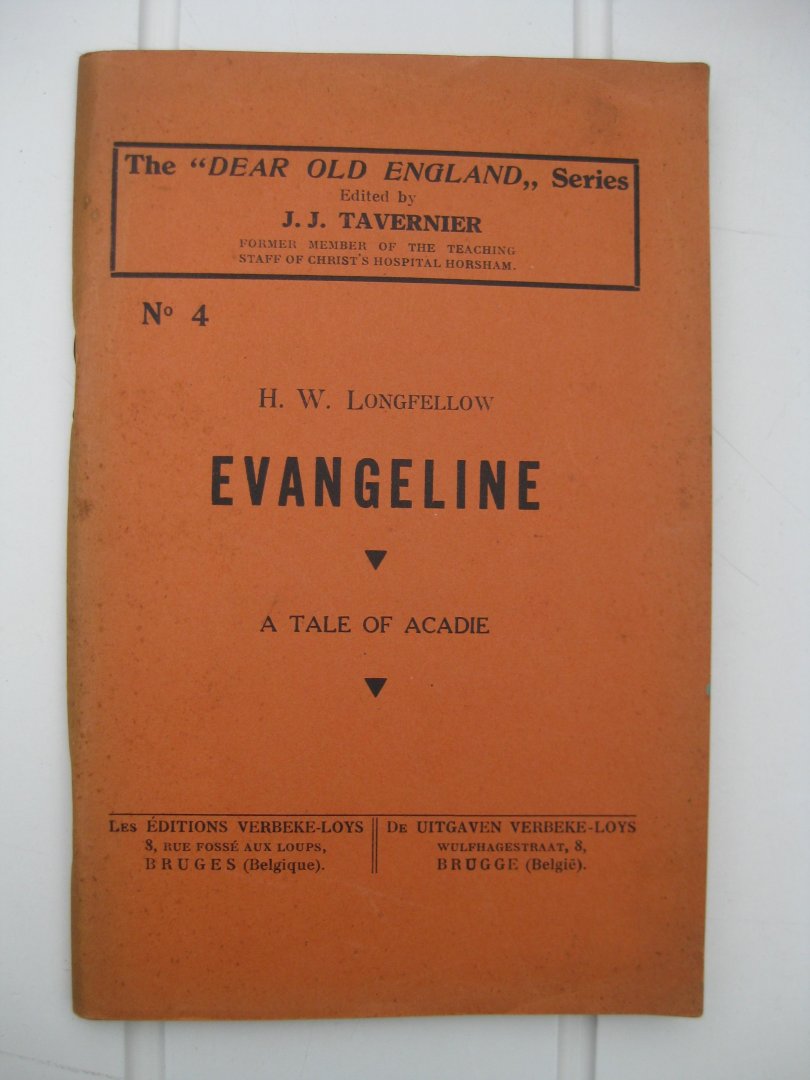 The “DEAR OLD ENGLAND„ Series
Edited by
J. J. TAVERNIER
FORMER MEMBER OF THE TEACHING
STAFF OF CHRIST'S HOSPITAL HORSHAM.
Nº 4
H. W. LONGFELLOW
EVANGELINE
A TALE OF ACADIE
LES ÉDITIONS VERBEKE-LOYS
8, RUE FOSSÉ AUX LOUPS,
BRUGES (Belgique).
DE UITGAVEN VERBEKE-LOYS
WULFHAGESTRAAT, 8,
BRÜGGE (België).